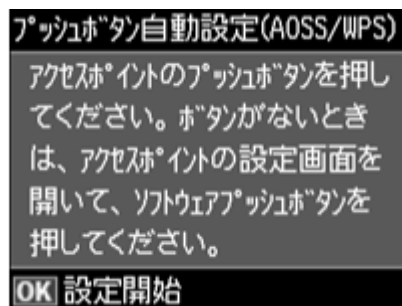 ﾌﾟｯｼｭﾎﾞﾀﾝ自動設定(AOSS/WPS)
ｱｸｾｽﾎﾟｲﾝﾄのﾌﾟｯｼｭﾎﾞﾀﾝを押し
てください。ﾎﾞﾀﾝがないとき
は、ｱｸｾｽﾎﾟｲﾝﾄの設定画面を
開いて、ｿﾌﾄｳｪｱﾌﾟｯｼｭﾎﾞﾀﾝを
押してください。
OK 設定開始